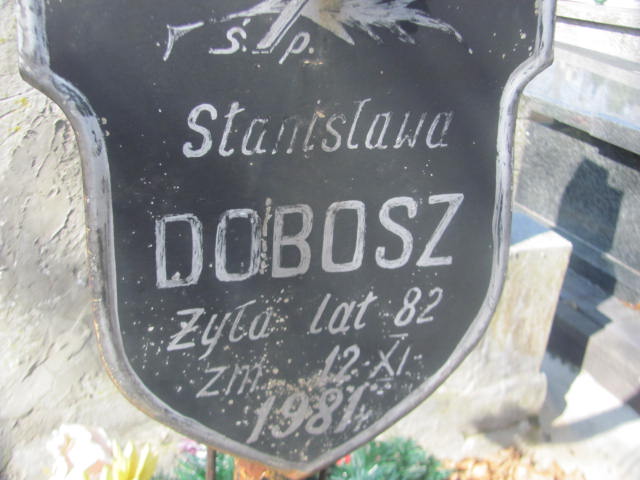 Ś. p.
Stanisława
DOBOSZ
Żyła lat 82
zm. 12 XI
1981